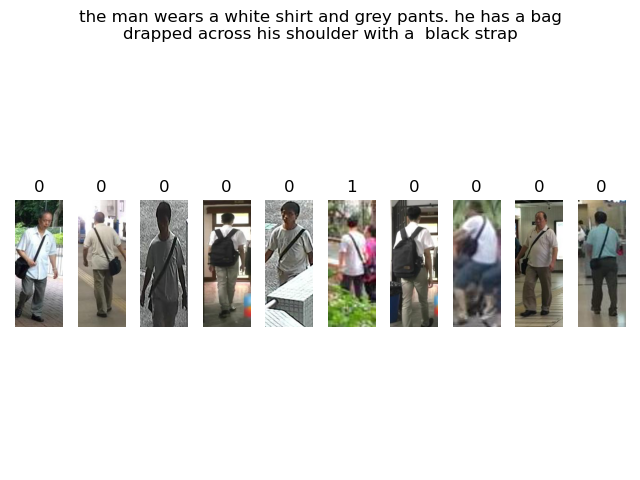 the man wears a white shirt and grey pants. he has a bag
drapped across his shoulder with a  black strap
0 0 0 0 0 1 0 0 0 0